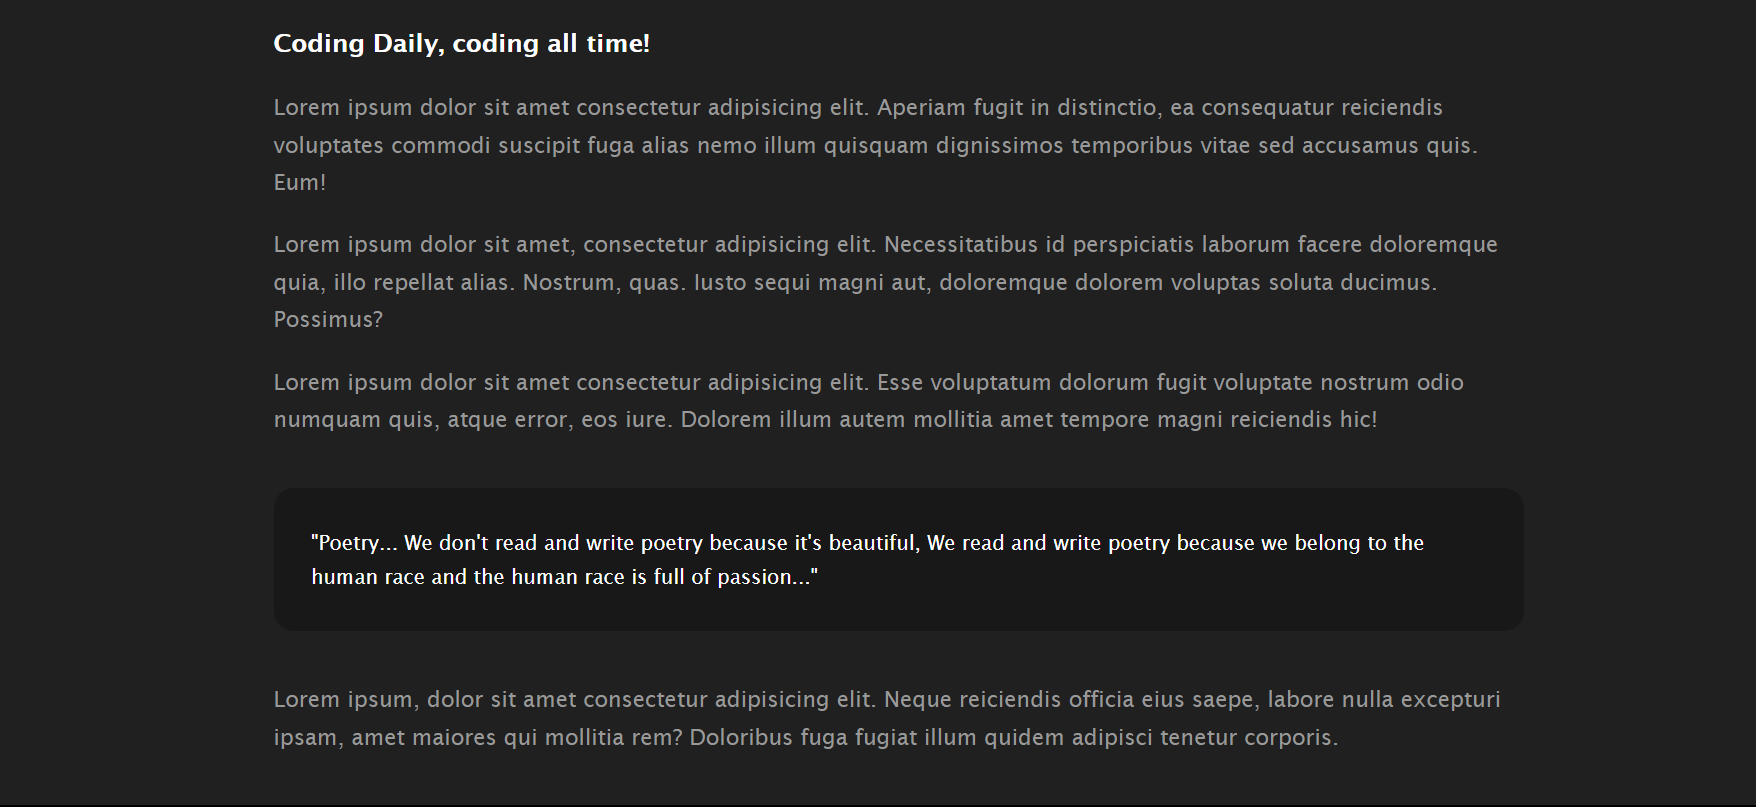 Coding Daily, coding all time!
Lorem ipsum dolor sit amet consectetur adipisicing elit. Aperiam fugit in distinctio, ea consequatur reiciendis
voluptates commodi suscipit fuga alias nemo illum quisquam dignissimos temporibus vitae sed accusamus quis.
Eum!
Lorem ipsum dolor sit amet, consectetur adipisicing elit. Necessitatibus id perspiciatis laborum facere doloremque
quia, illo repellat alias. Nostrum, quas. Iusto sequi magni aut, doloremque dolorem voluptas soluta ducimus.
Possimus?
Lorem ipsum dolor sit amet consectetur adipisicing elit. Esse voluptatum dolorum fugit voluptate nostrum odio
numquam quis, atque error, eos iure. Dolorem illum autem mollitia amet tempore magni reiciendis hic!
"Poetry... We don't read and write poetry because it's beautiful, We read and write poetry because we belong to the
human race and the human race is full of passion..."
Lorem ipsum, dolor sit amet consectetur adipisicing elit. Neque reiciendis officia eius saepe, labore nulla excepturi
ipsam, amet maiores qui mollitia rem? Doloribus fuga fugiat illum quidem adipisci tenetur corporis.